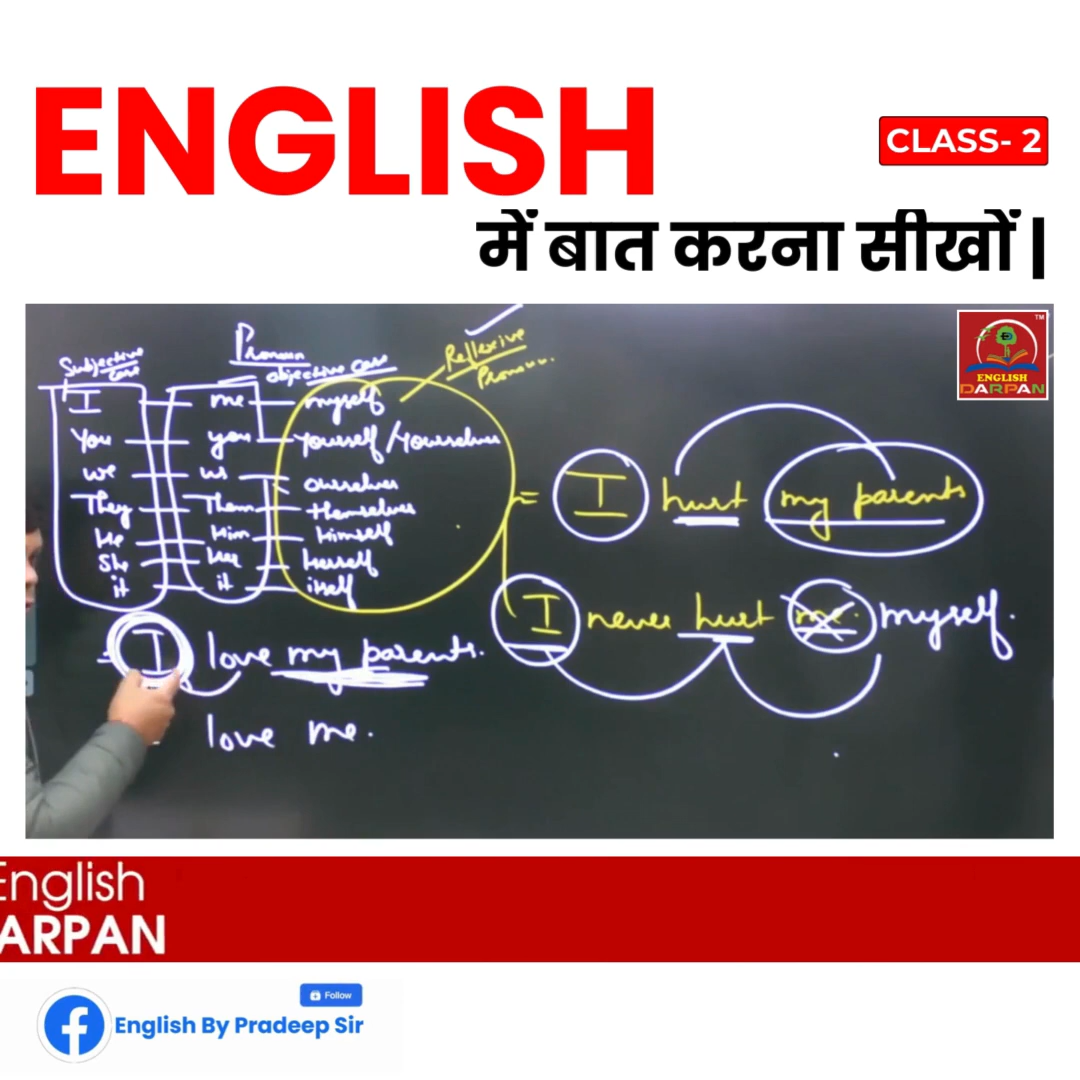 ENGLISH
CLASS- 2
में बात करना सीखों |
Pronoun
Subjective case
objective case
Reflexive Pronoun.
I me myself
You you yourself / yourselves
we us ourselves
They Them themselves
He Him Himself
She her herself
it it itself
I love my parents.
love me.
= I hurt my parents
I never hurt me. myself.
TM
ENGLISH
DARPAN
English
ARPAN
Follow
English By Pradeep Sir